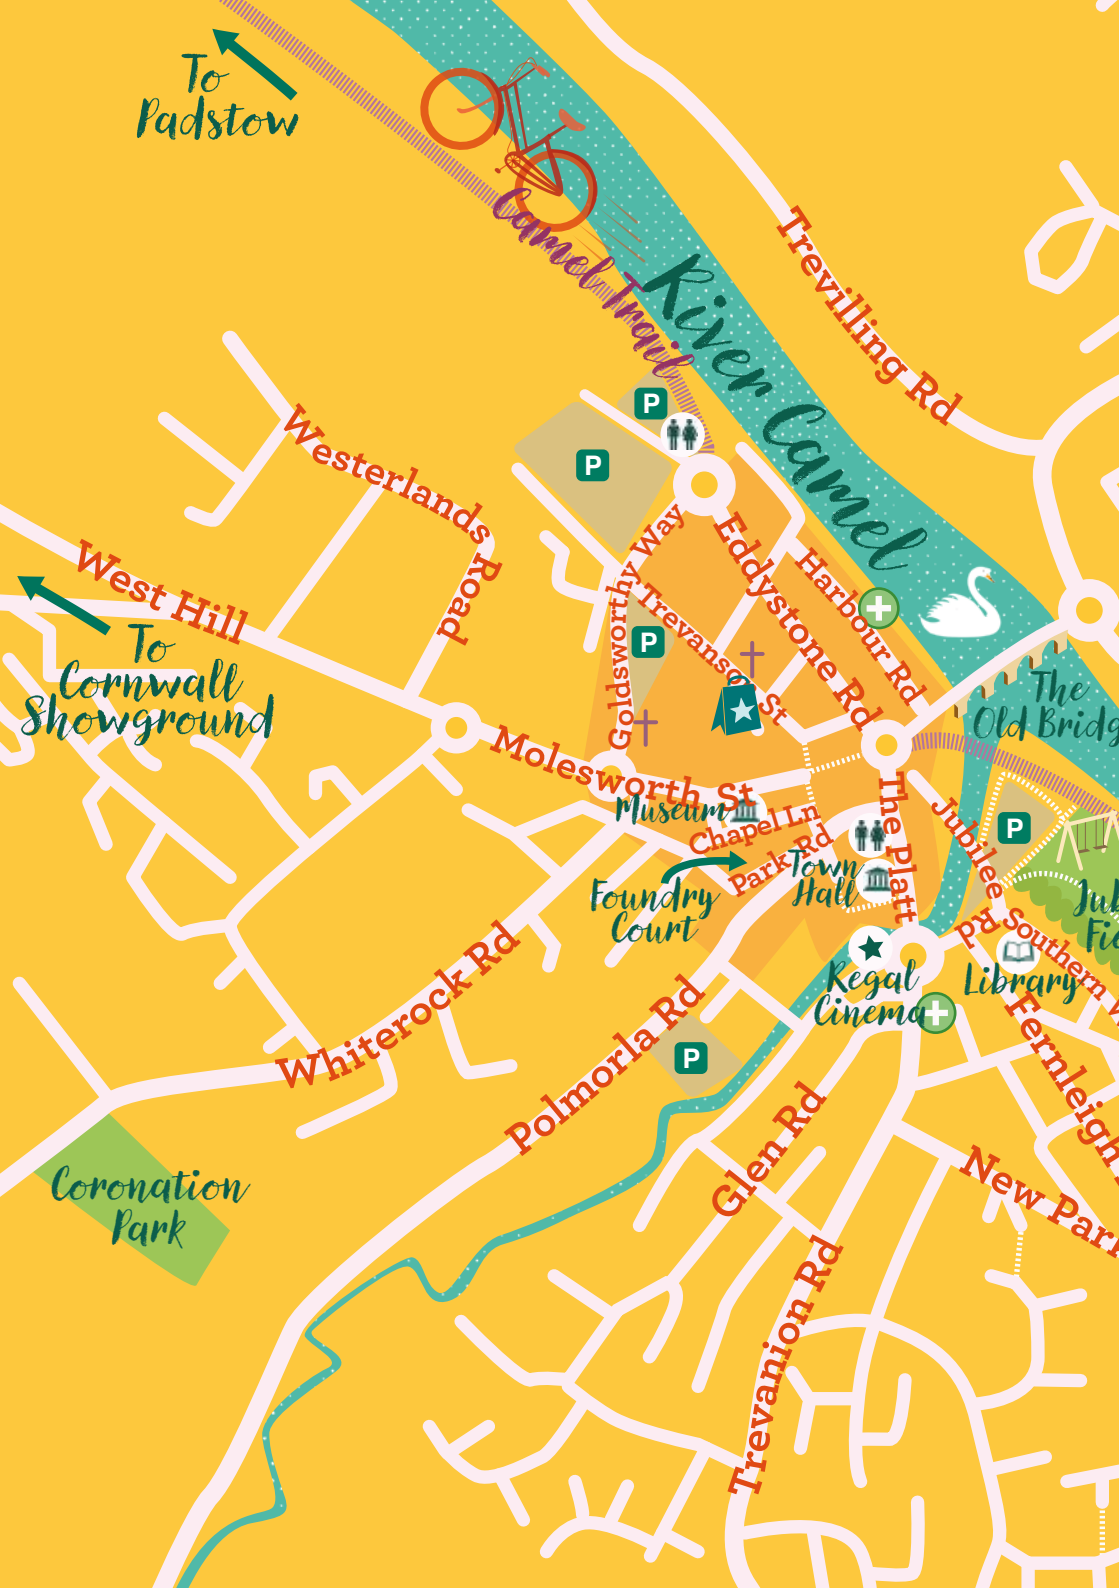 To
Padstow
Camel Trail
River Camel
Trevilling Rd
P
P
Westerlands
Road
West Hill
To
Cornwall
Showground
Goldsworthy Way
Trevanson St
Eddystone Rd
Harbour Rd
P
The
Old Bridg
Molesworth St
Museum
Chapel Ln
Park Rd
Foundry
Court
Town
Hall
The Platt
Jubilee Rd
P
Jub
Fie
Southern W
Library
Regal
Cinema
Fernleigh
Whiterock Rd
Polmorla Rd
P
Glen Rd
New Park
Coronation
Park
Trevanion Rd